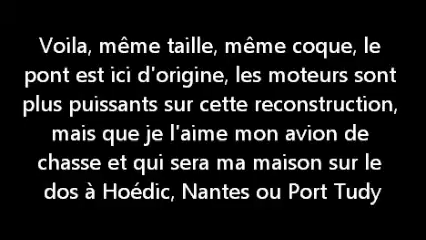 Voila, même taille, même coque, le
pont est ici d'origine, les moteurs sont
plus puissants sur cette reconstruction,
mais que je l'aime mon avion de
chasse et qui sera ma maison sur le
dos à Hoédic, Nantes ou Port Tudy